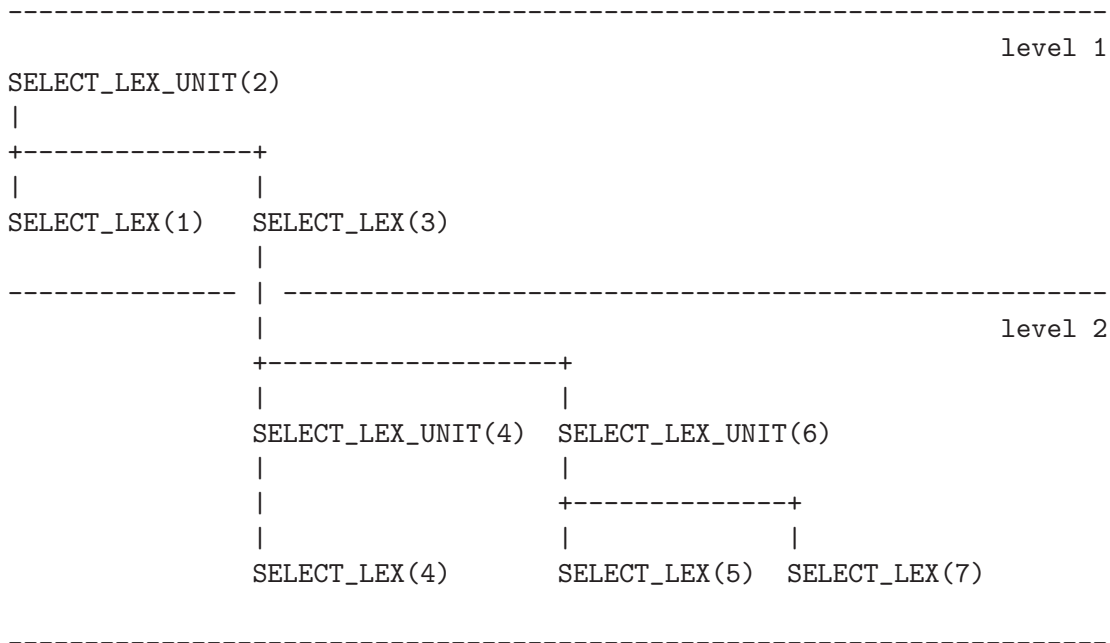 ------------------------------------------------------------------------
level 1
SELECT_LEX_UNIT(2)
|
+---------------+
|               |
SELECT_LEX(1)   SELECT_LEX(3)
                |
--------------- | ------------------------------------------------------
                |                                                level 2
                +-------------------+
                |                   |
                SELECT_LEX_UNIT(4)  SELECT_LEX_UNIT(6)
                |                   |
                |                   +--------------+
                |                   |              |
                SELECT_LEX(4)       SELECT_LEX(5)  SELECT_LEX(7)
------------------------------------------------------------------------